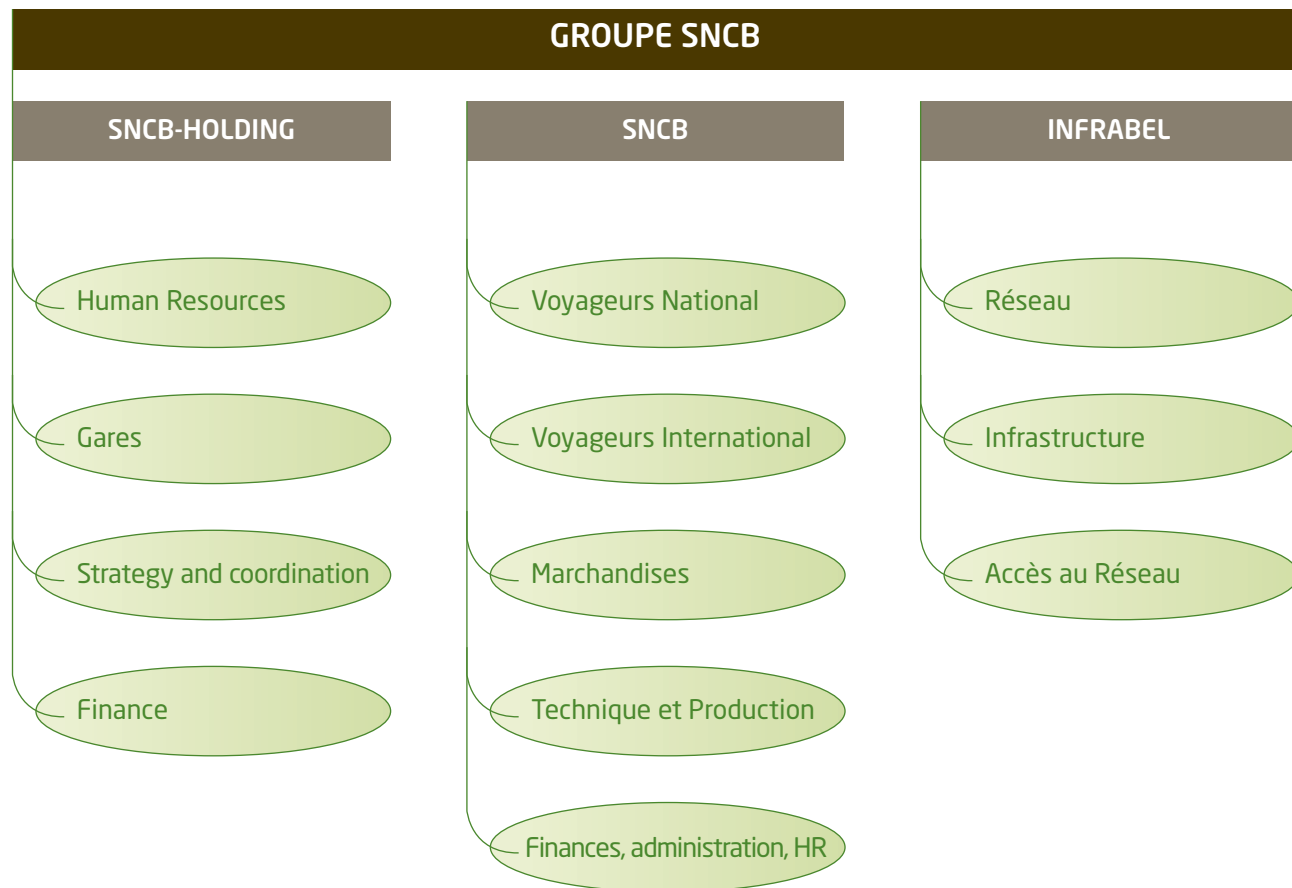 GROUPE SNCB
SNCB-HOLDING
Human Resources
Gares
Strategy and coordination
Finance
SNCB
Voyageurs National
Voyageurs International
Marchandises
Technique et Production
Finances, administration, HR
INFRABEL
Réseau
Infrastructure
Accès au Réseau